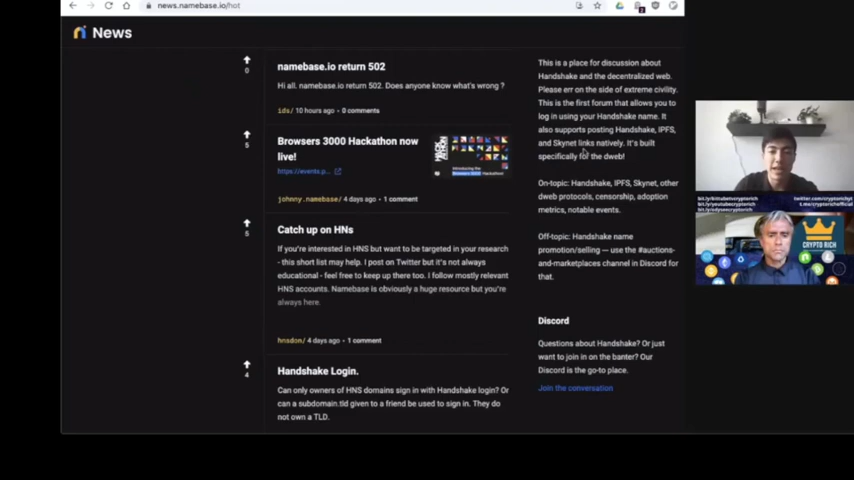 news.namebase.io/hot
News
0
namebase.io return 502
Hi all. namebase.io return 502. Does anyone know what's wrong ?
ids/ 10 hours ago • 0 comments
5
Browsers 3000 Hackathon now
live!
https://events.p...
johnny.namebase/ 4 days ago • 1 comment
5
Catch up on HNs
If you're interested in HNS but want to be targeted in your research
- this short list may help. I post on Twitter but it's not always
educational - feel free to keep up there too. I follow mostly relevant
HNS accounts. Namebase is obviously a huge resource but you're
always here.
hnsdon/ 4 days ago • 1 comment
4
Handshake Login.
Can only owners of HNS domains sign in with Handshake login? Or
can a subdomain.tld given to a friend be used to sign in. They do
not own a TLD.
This is a place for discussion about
Handshake and the decentralized web.
Please err on the side of extreme civility.
This is the first forum that allows you to
log in using your Handshake name. It
also supports posting Handshake, IPFS,
and Skynet links natively. It's built
specifically for the dweb!
On-topic: Handshake, IPFS, Skynet, other
dweb protocols, censorship, adoption
metrics, notable events.
Off-topic: Handshake name
promotion/selling — use the #auctions-
and-marketplaces channel in Discord for
that.
Discord
Questions about Handshake? Or just
want to join in on the banter? Our
Discord is the go-to place.
Join the conversation
CRYPTO RICH